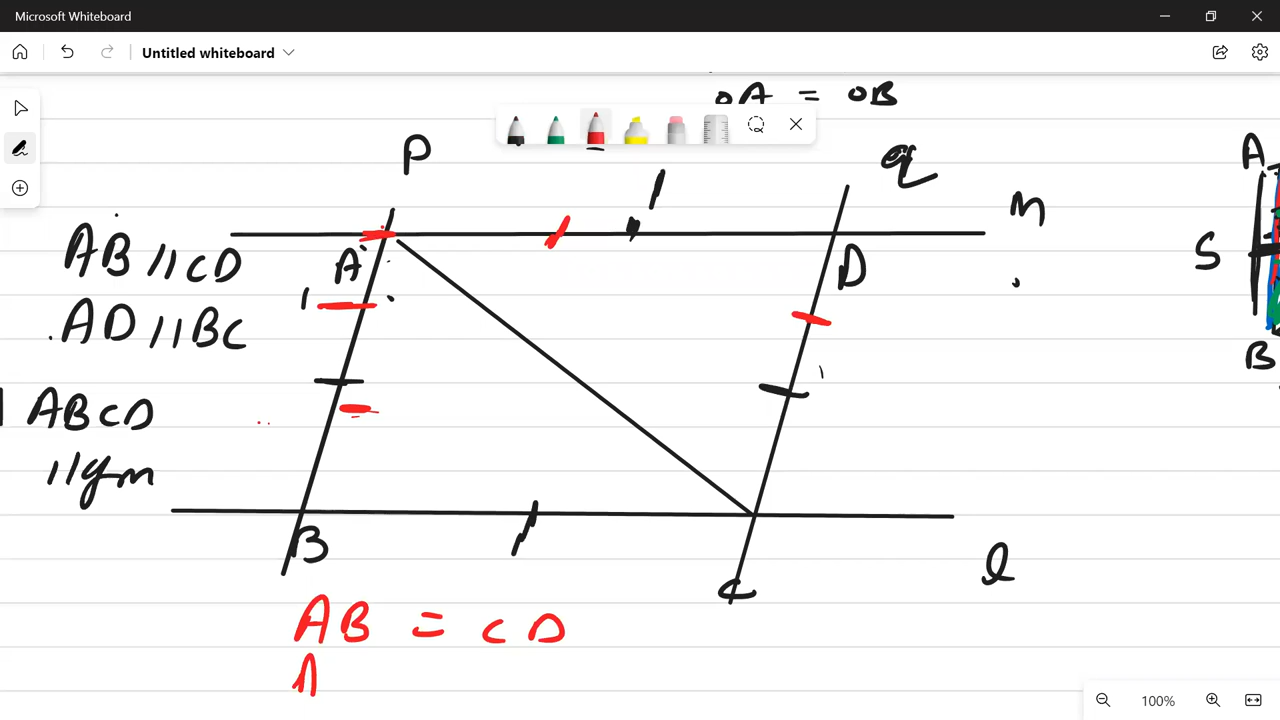 Microsoft Whiteboard
Untitled whiteboard
OA = OB
P
q
m
A
D
AB // CD
AD // BC
ABCD
//gm
S
A
B
B
C
l
AB = CD
A
100%